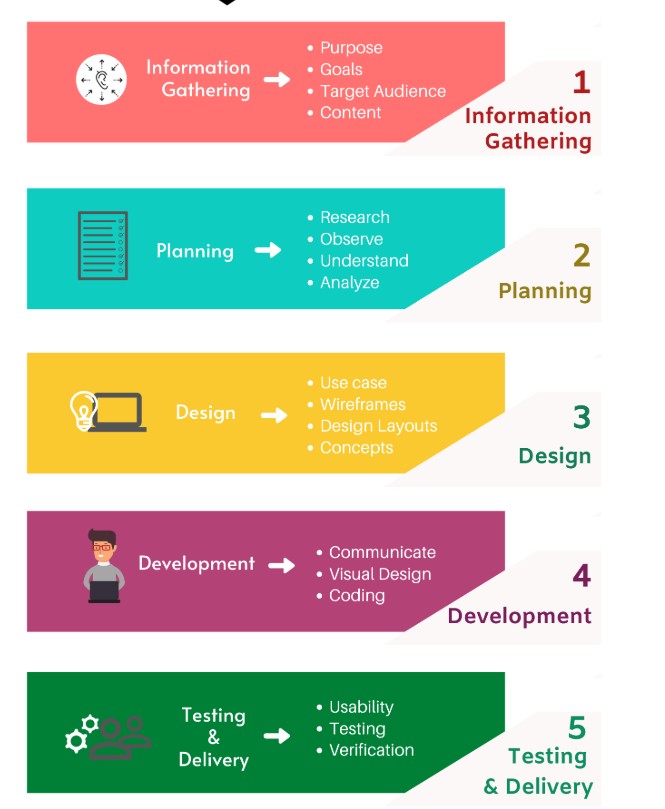 Information
Gathering
• Purpose
• Goals
• Target Audience
• Content
1
Information
Gathering
Planning
• Research
• Observe
• Understand
• Analyze
2
Planning
Design
• Use case
• Wireframes
• Design Layouts
• Concepts
3
Design
Development
• Communicate
• Visual Design
• Coding
4
Development
Testing
&
Delivery
• Usability
• Testing
• Verification
5
Testing
& Delivery